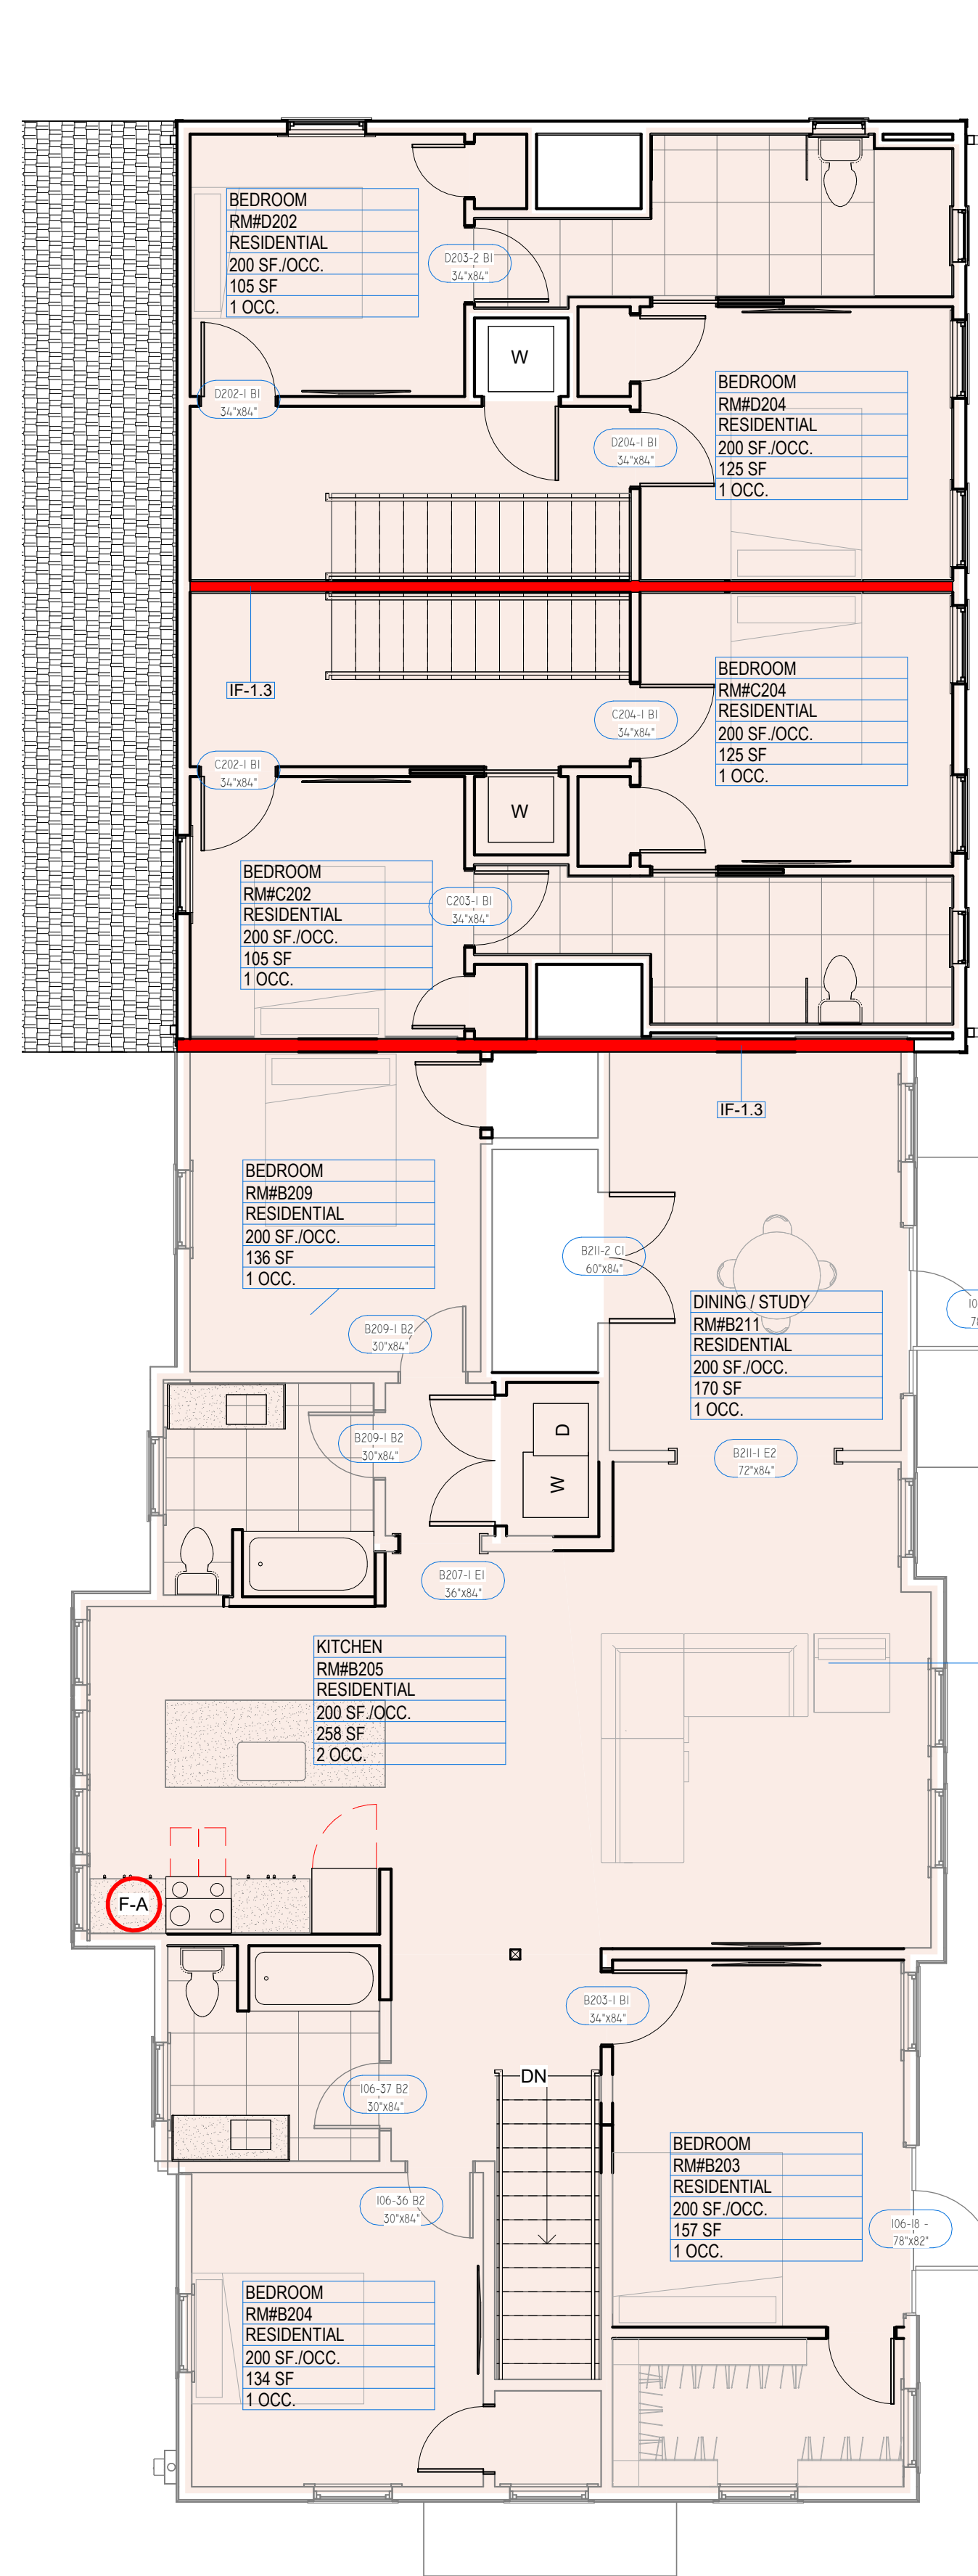 BEDROOM
RM#D202
RESIDENTIAL
200 SF./OCC.
105 SF
1 OCC.
D203-2 B1
34"x84"
W
D202-1 B1
34"x84"
BEDROOM
RM#D204
RESIDENTIAL
200 SF./OCC.
125 SF
1 OCC.
D204-1 B1
34"x84"
IF-1.3
BEDROOM
RM#C204
RESIDENTIAL
200 SF./OCC.
125 SF
1 OCC.
C204-1 B1
34"x84"
C202-1 B1
34"x84"
W
BEDROOM
RM#C202
RESIDENTIAL
200 SF./OCC.
105 SF
1 OCC.
C203-1 B1
34"x84"
IF-1.3
BEDROOM
RM#B209
RESIDENTIAL
200 SF./OCC.
136 SF
1 OCC.
B211-2 C1
60"x84"
DINING / STUDY
RM#B211
RESIDENTIAL
200 SF./OCC.
170 SF
1 OCC.
B209-1 B2
30"x84"
B209-1 B2
30"x84"
D
W
B211-1 E2
72"x84"
B207-1 E1
36"x84"
KITCHEN
RM#B205
RESIDENTIAL
200 SF./OCC.
258 SF
2 OCC.
F-A
B203-1 B1
34"x84"
DN
106-37 B2
30"x84"
BEDROOM
RM#B203
RESIDENTIAL
200 SF./OCC.
157 SF
1 OCC.
106-36 B2
30"x84"
106-18 -
78"x82"
BEDROOM
RM#B204
RESIDENTIAL
200 SF./OCC.
134 SF
1 OCC.